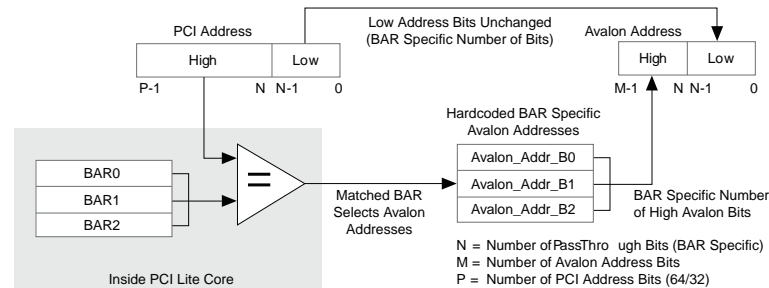 PCI Address
Low Address Bits Unchanged
(BAR Specific Number of Bits)
Avalon Address
High
Low
High
Low
P-1
N
N-1
0
M-1
N
N-1
0
Hardcoded BAR Specific
Avalon Addresses
BAR0
BAR1
BAR2
=
Avalon_Addr_B0
Avalon_Addr_B1
Avalon_Addr_B2
Matched BAR
Selects Avalon
Addresses
BAR Specific Number
of High Avalon Bits
Inside PCI Lite Core
N = Number of PassThro ugh Bits (BAR Specific)
M = Number of Avalon Address Bits
P = Number of PCI Address Bits (64/32)